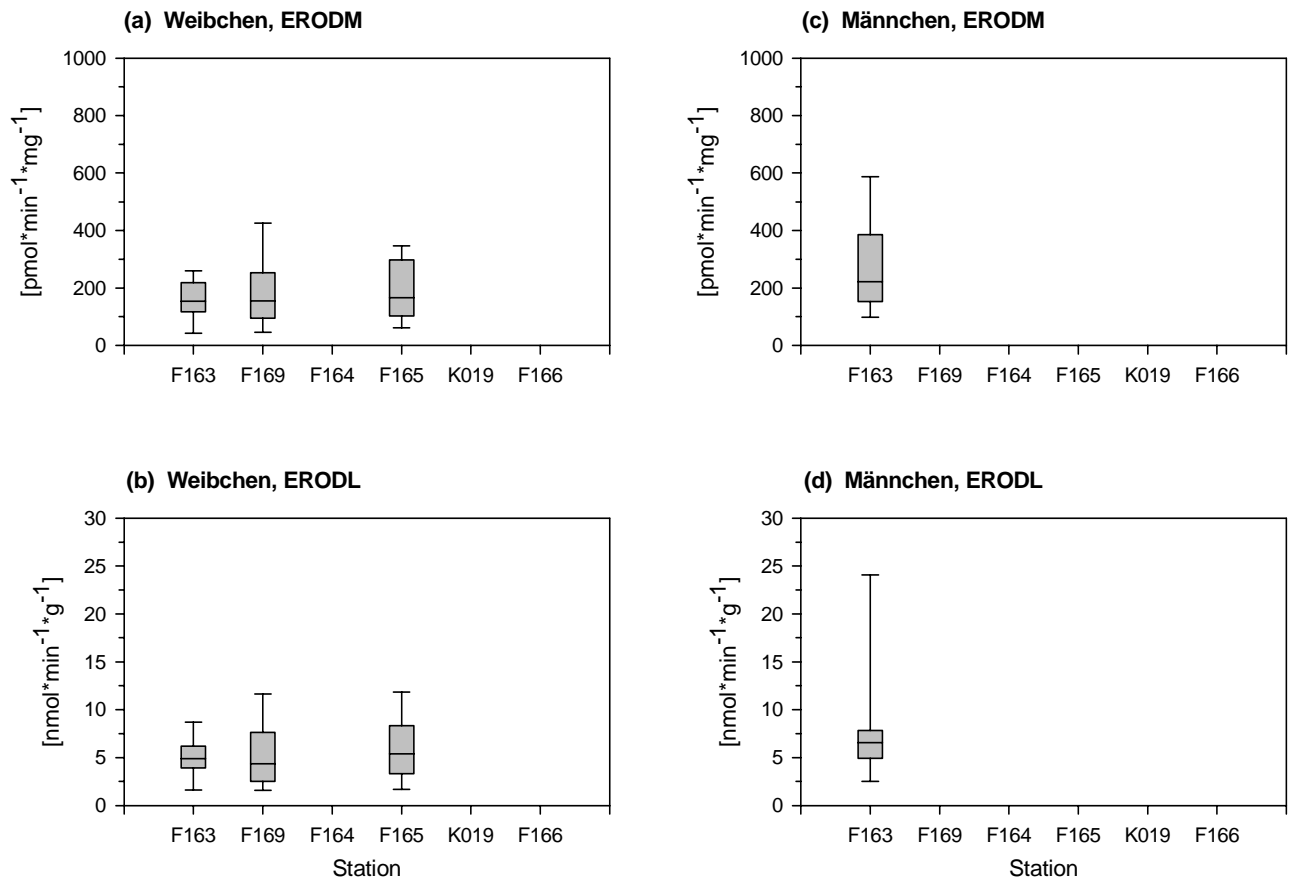 (a) Weibchen, ERODM
1000
800
600
400
200
0
[pmol*min-1*mg-1]
F163 F169 F164 F165 K019 F166
(c) Männchen, ERODM
1000
800
600
400
200
0
[pmol*min-1*mg-1]
F163 F169 F164 F165 K019 F166
(b) Weibchen, ERODL
30
25
20
15
10
5
0
[nmol*min-1*g-1]
F163 F169 F164 F165 K019 F166
Station
(d) Männchen, ERODL
30
25
20
15
10
5
0
[nmol*min-1*g-1]
F163 F169 F164 F165 K019 F166
Station